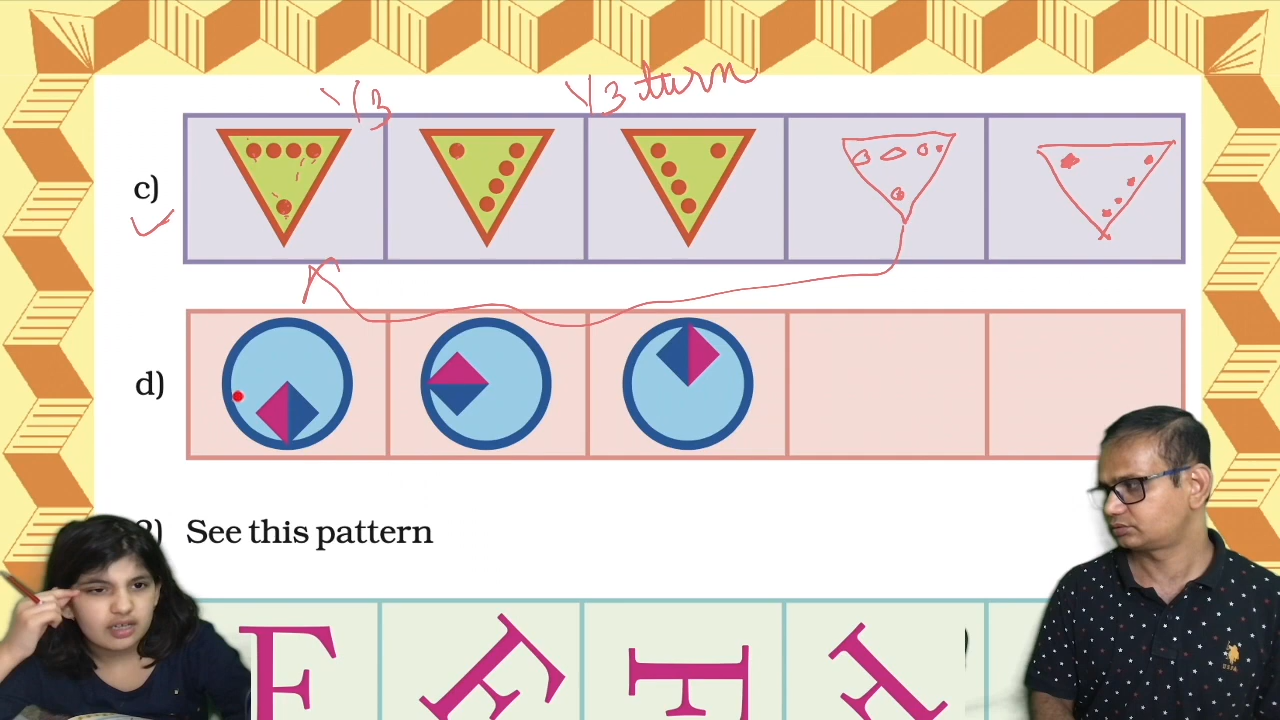 1/3 1/3 turn
c)
d)
2) See this pattern
E E E E